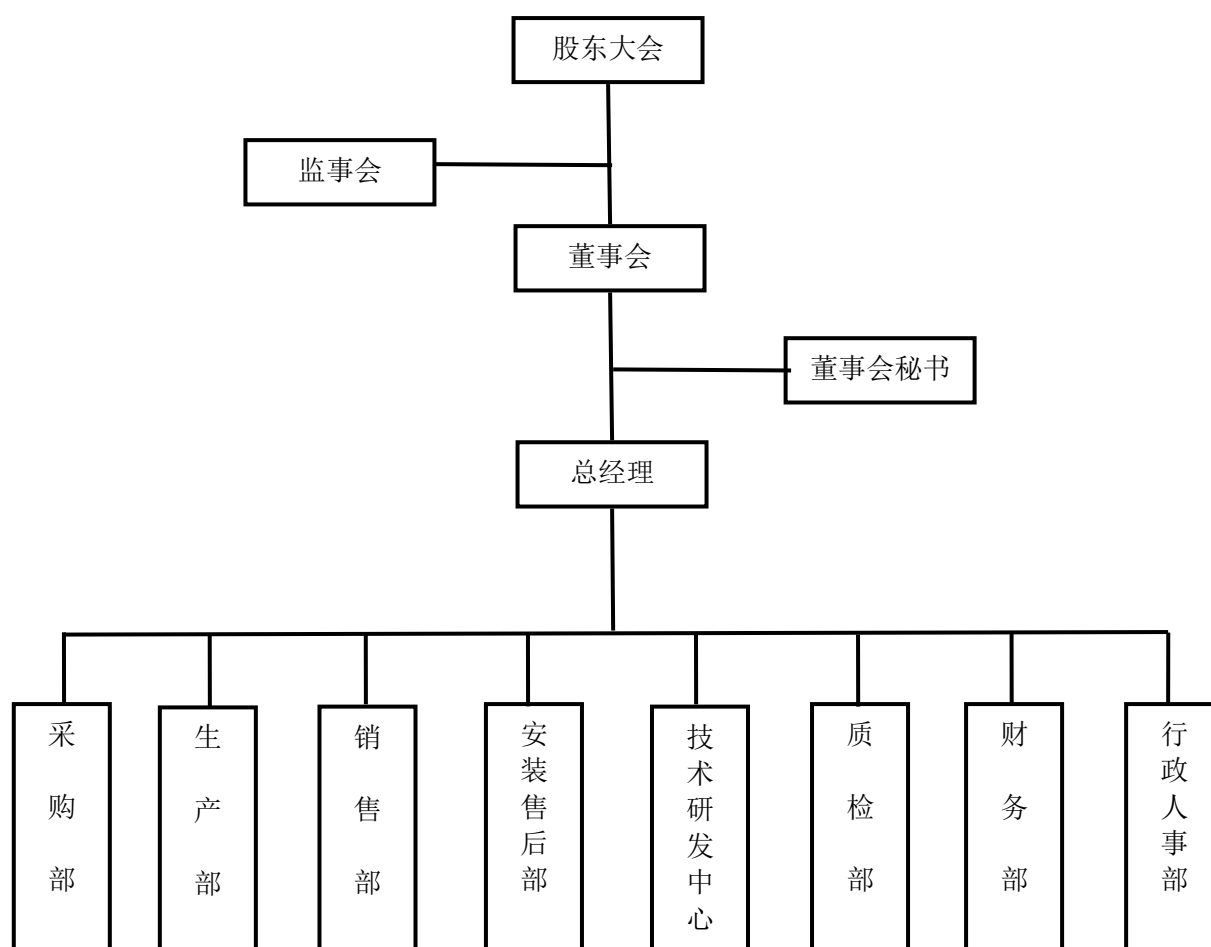 股东大会
监事会
董事会
董事会秘书
总经理
采购部
生产部
销售部
安装售后部
技术研发中心
质检部
财务部
行政人事部